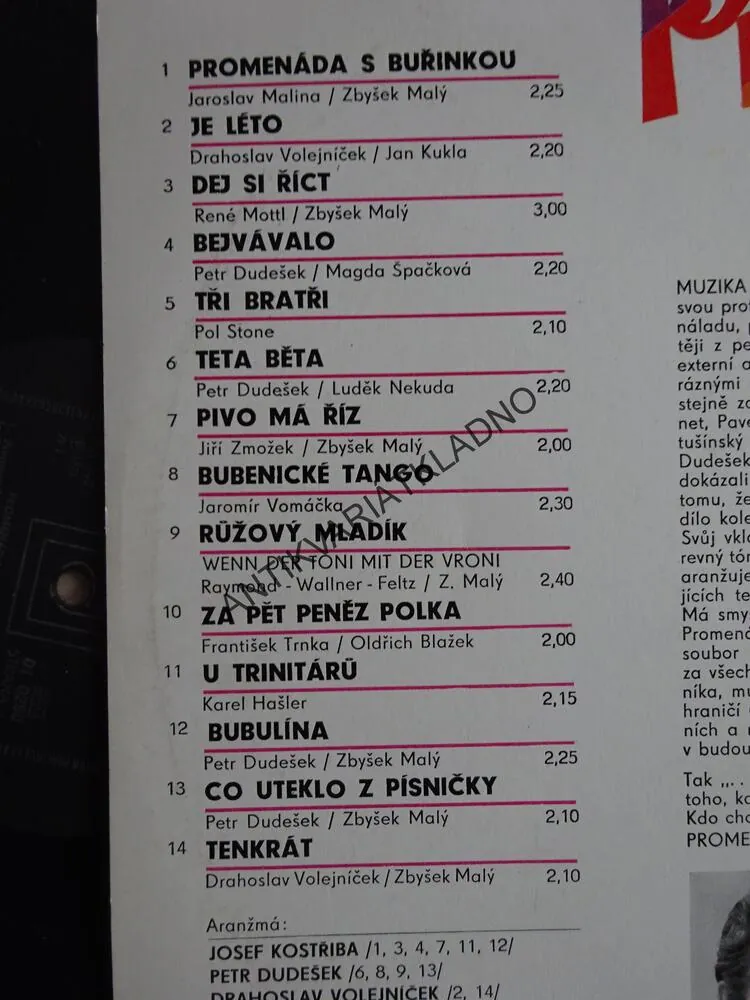 1 PROMENÁDA S BUŘINKOU
Jaroslav Malina / Zbyšek Malý 2,25
2 JE LÉTO
Drahoslav Volejníček / Jan Kukla 2,20
3 DEJ SI ŘÍCT
René Mottl / Zbyšek Malý 3,00
4 BEJVÁVALO
Petr Dudešek / Magda Špačková 2,20
5 TŘI BRATŘI
Pol Stone 2,10
6 TETA BĚTA
Petr Dudešek / Luděk Nekuda 2,20
7 PIVO MÁ ŘÍZ
Jiří Zmožek / Zbyšek Malý 2,00
8 BUBENICKÉ TANGO
Jaromír Vomáčka 2,30
9 RŮŽOVÝ MLADÍK
WENN DER TONI MIT DER VRONI
Raymond - Wallner - Feltz / Z. Malý 2,40
10 ZA PĚT PENĚZ POLKA
František Trnka / Oldřich Blažek 2,00
11 U TRINITÁRŮ
Karel Hašler 2,15
12 BUBULÍNA
Petr Dudešek / Zbyšek Malý 2,25
13 CO UTEKLO Z PÍSNIČKY
Petr Dudešek / Zbyšek Malý 2,10
14 TENKRÁT
Drahoslav Volejníček / Zbyšek Malý 2,10
Aranžmá:
JOSEF KOSTŘIBA /1, 3, 4, 7, 11, 12/
PETR DUDEŠEK /6, 8, 9, 13/
DRAHOSLAV VOLEJNÍČEK /2, 14/
ANTIKVARIATKLADNO
MUZIKA
svou
náladu,
těji z
externí
ráznými
stejně
net,
tušínský
Dudešek
dokázali
tomu, že
dílo
Svůj
revný
aranžuje
jících
Má
soubor
za všech
níka,
hraničí
ních a
v
Tak „. .
toho,
Kdo
PROME